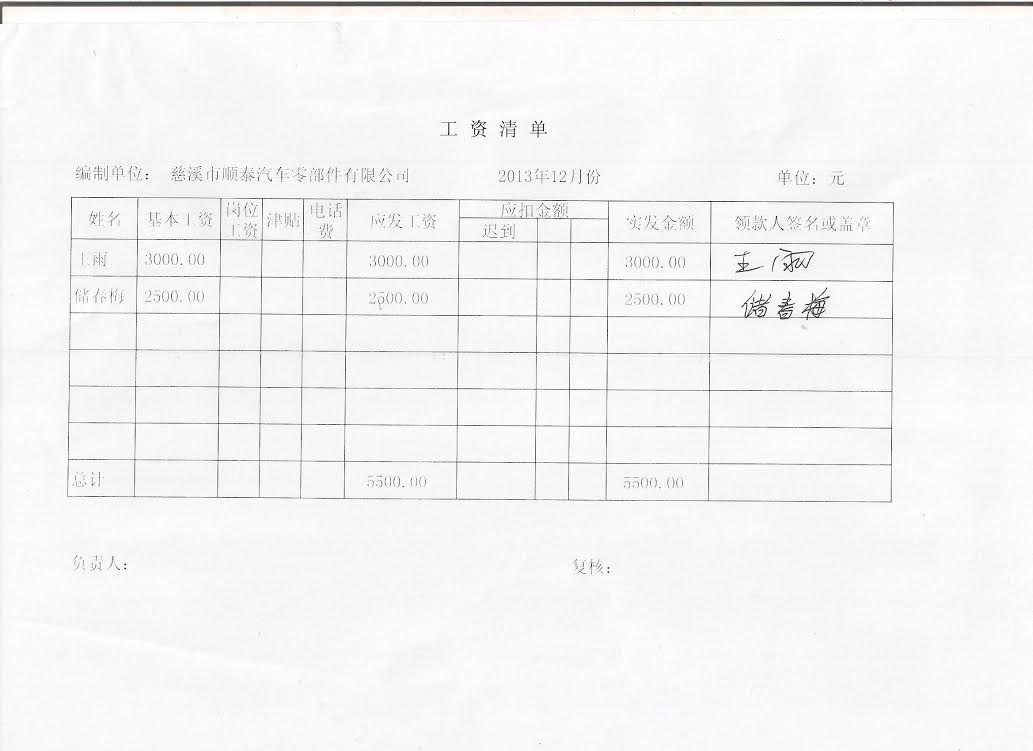 工资清单
编制单位： 慈溪市顺泰汽车零部件有限公司 2013年12月份 单位：元
姓名 基本工资 岗位工资 津贴 电话费 应发工资 应扣金额 迟到 实发金额 领款人签名或盖章
王雨 3000.00 3000.00 3000.00 王雨
储春梅 2500.00 2500.00 2500.00 储春梅
总计 5500.00 5500.00
负责人： 复核：